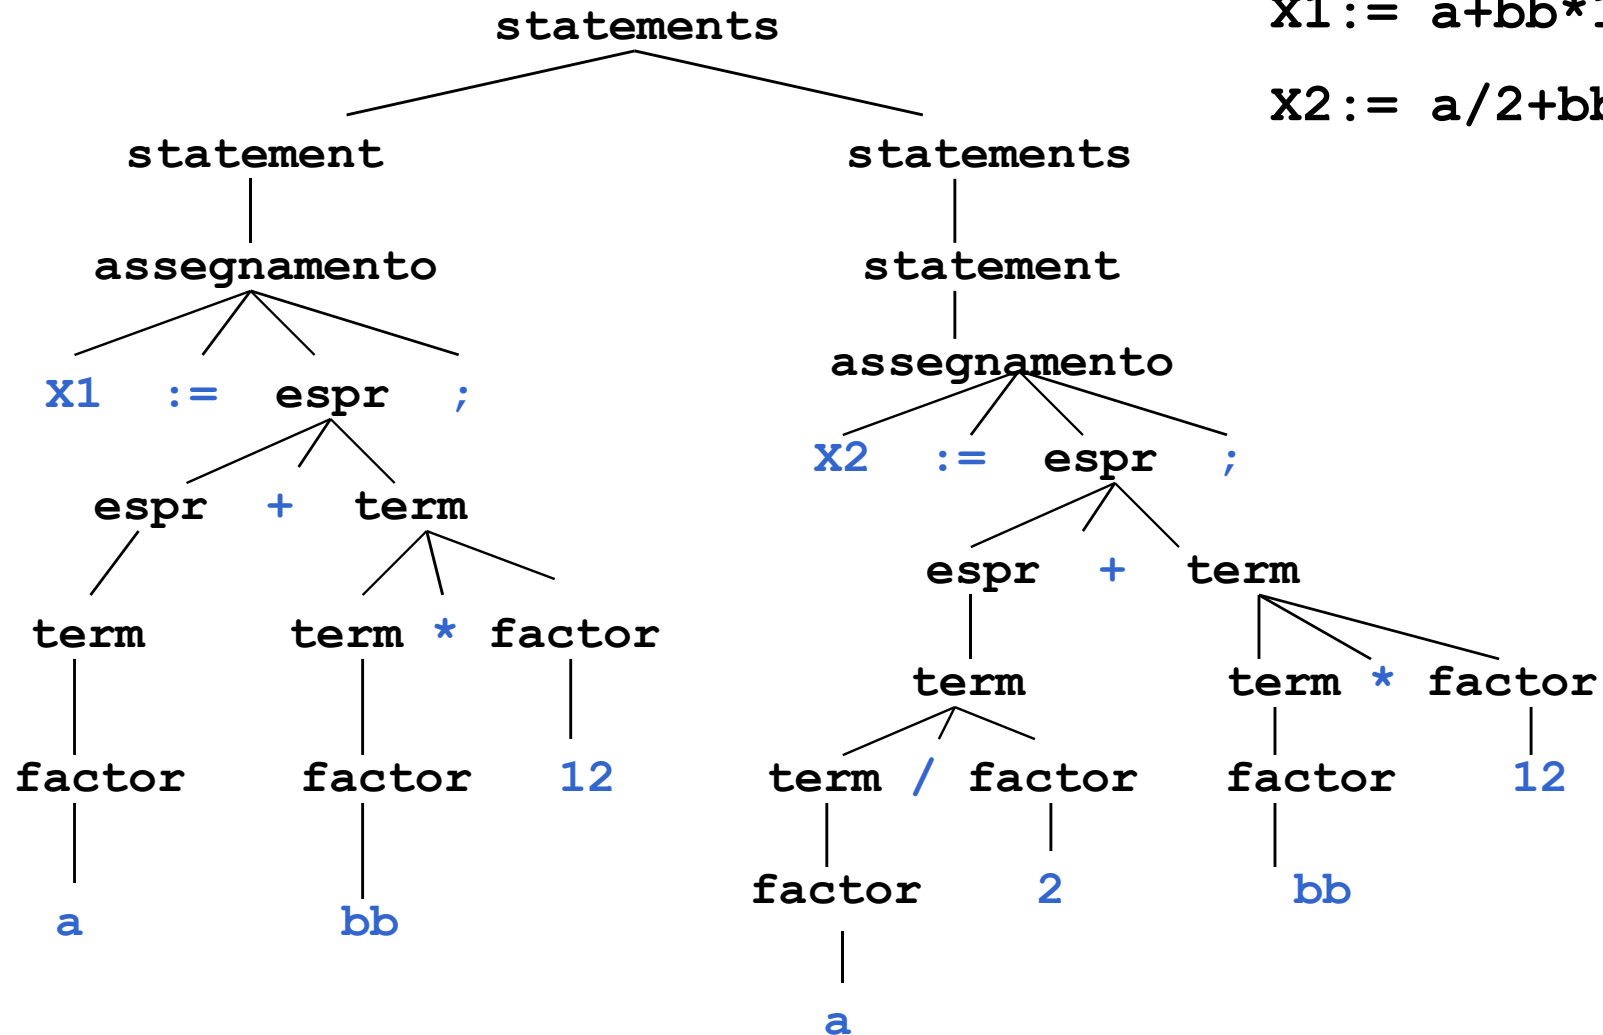 statements
X1:= a+bb*1
X2:= a/2+bb
statement statements
assegnamento statement
assegnamento
X1 := espr ;
X2 := espr ;
espr + term
espr + term
term term * factor
term term * factor
factor factor 12 term / factor factor 12
factor 2 bb
a bb
a